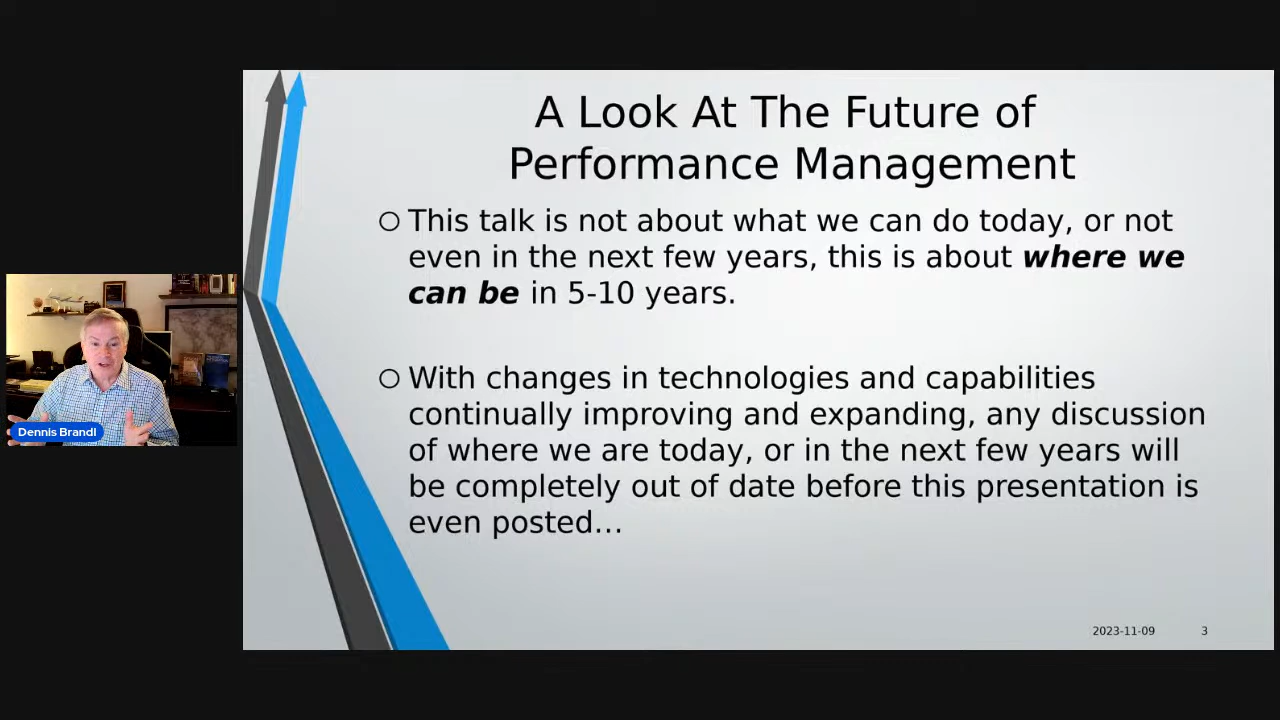 A Look At The Future of
Performance Management
This talk is not about what we can do today, or not
even in the next few years, this is about where we
can be in 5-10 years.
With changes in technologies and capabilities
continually improving and expanding, any discussion
of where we are today, or in the next few years will
be completely out of date before this presentation is
even posted…
Dennis Brandl
2023-11-09 3